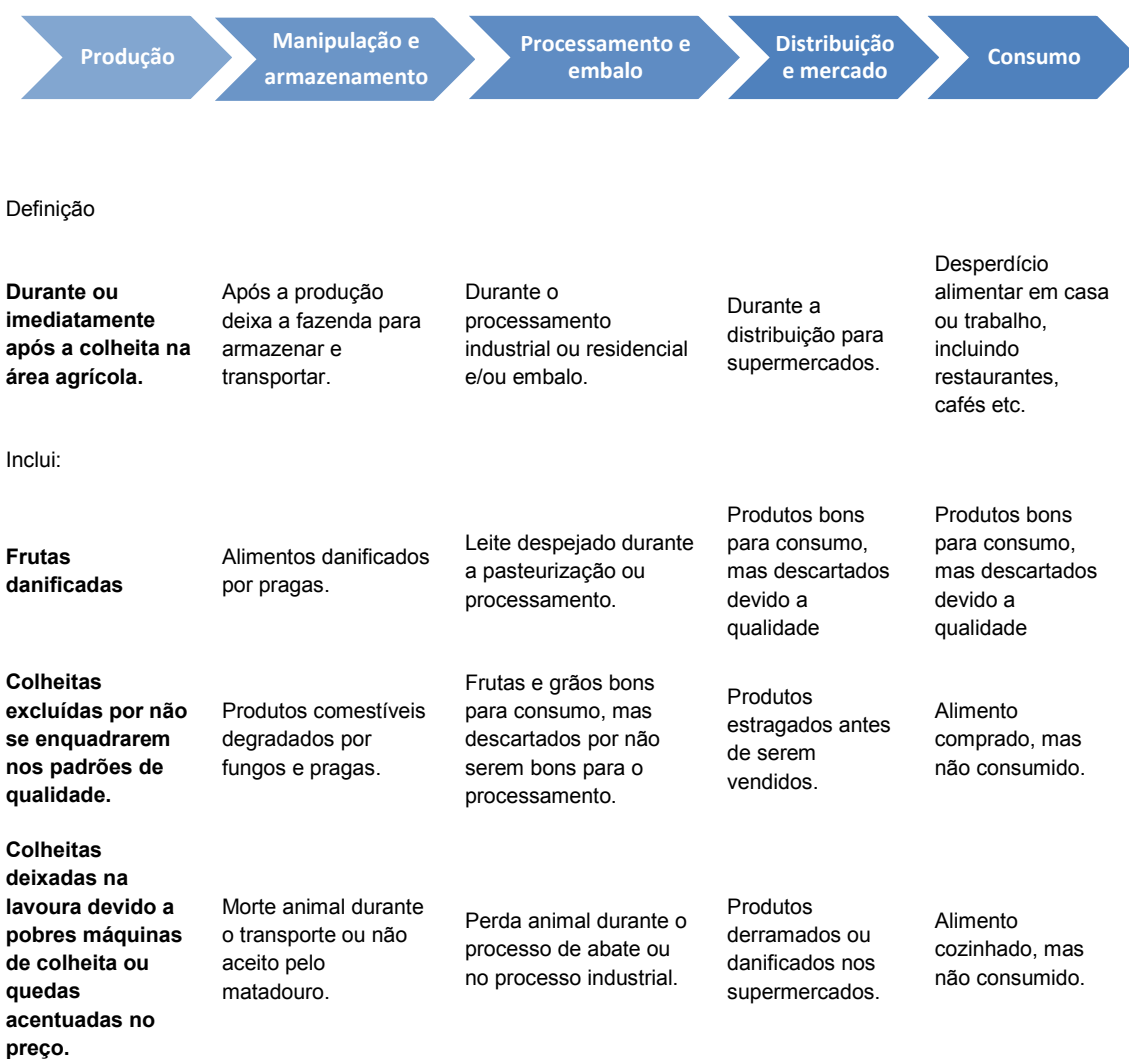 Produção
Manipulação e
armazenamento
Processamento e
embalo
Distribuição
e mercado
Consumo
Definição
Durante ou
imediatamente
após a colheita na
área agrícola.
Após a produção
deixa a fazenda para
armazenar e
transportar.
Durante o
processamento
industrial ou residencial
e/ou embalo.
Durante a
distribuição para
supermercados.
Desperdício
alimentar em casa
ou trabalho,
incluindo
restaurantes,
cafés etc.
Inclui:
Frutas
danificadas
Alimentos danificados
por pragas.
Leite despejado durante
a pasteurização ou
processamento.
Produtos bons
para consumo,
mas descartados
devido a
qualidade
Produtos bons
para consumo,
mas descartados
devido a
qualidade
Colheitas
excluídas por não
se enquadrarem
nos padrões de
qualidade.
Produtos comestíveis
degradados por
fungos e pragas.
Frutas e grãos bons
para consumo, mas
descartados por não
serem bons para o
processamento.
Produtos
estragados antes
de serem
vendidos.
Alimento
comprado, mas
não consumido.
Colheitas
deixadas na
lavoura devido a
pobres máquinas
de colheita ou
quedas
acentuadas no
preço.
Morte animal durante
o transporte ou não
aceito pelo
matadouro.
Perda animal durante o
processo de abate ou
no processo industrial.
Produtos
derramados ou
danificados nos
supermercados.
Alimento
cozinhado, mas
não consumido.